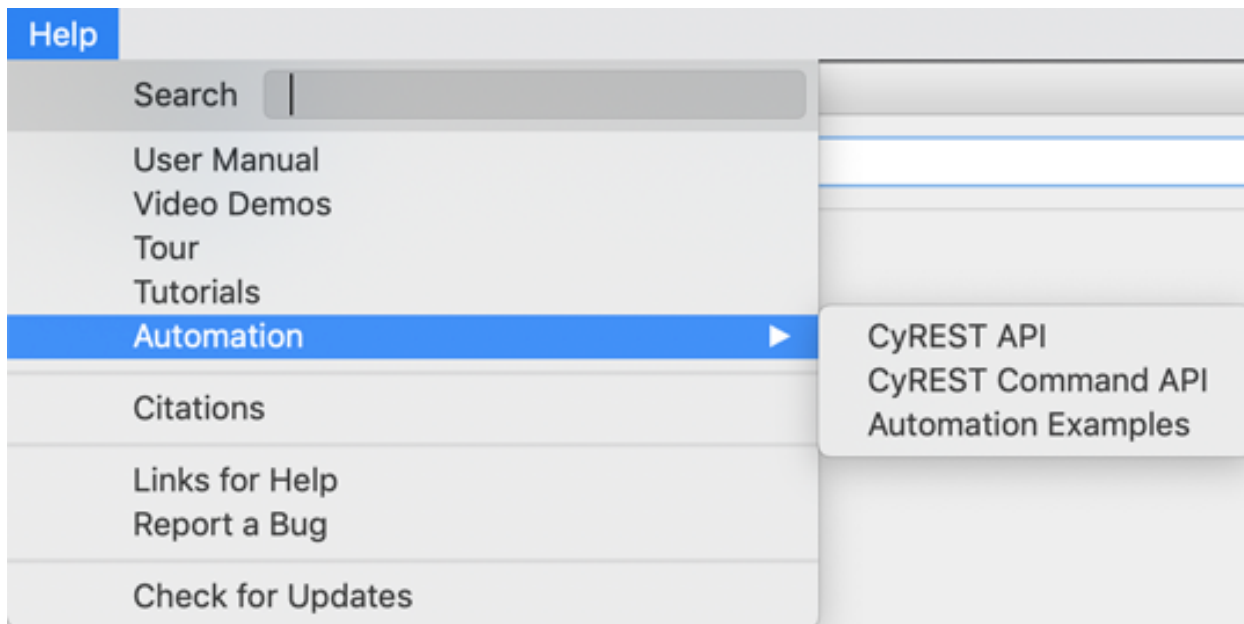 Help
Search
User Manual
Video Demos
Tour
Tutorials
Automation
CyREST API
CyREST Command API
Automation Examples
Citations
Links for Help
Report a Bug
Check for Updates